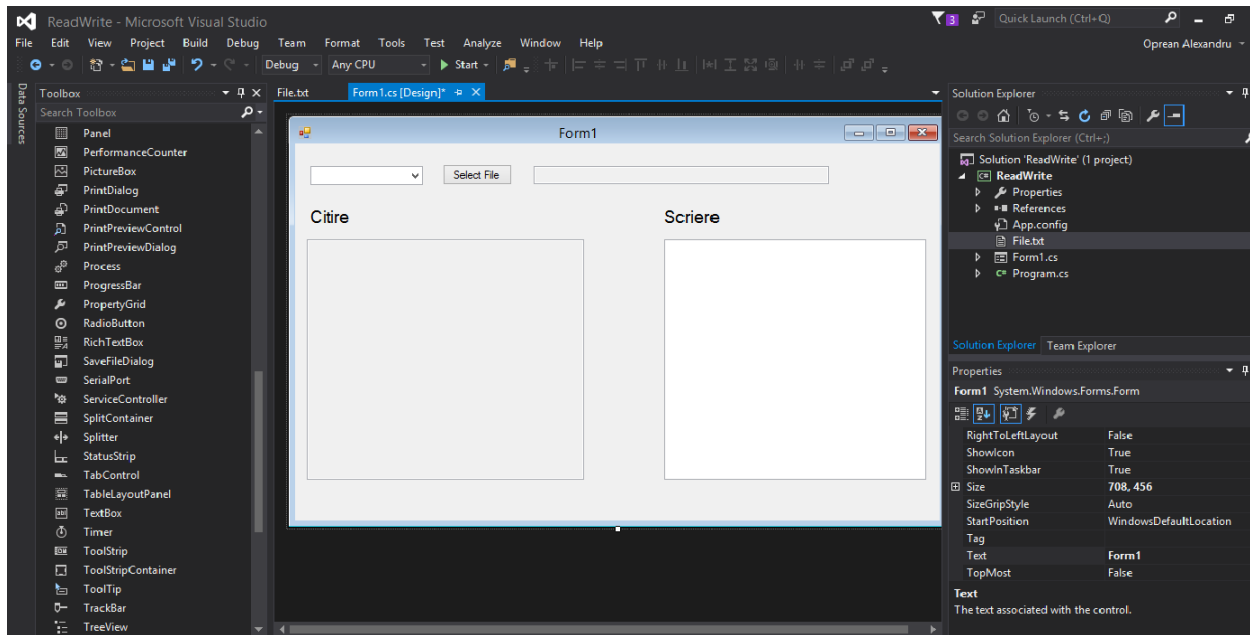 ReadWrite - Microsoft Visual Studio
3
Quick Launch (Ctrl+Q)
File Edit View Project Build Debug Team Format Tools Test Analyze Window Help
Oprean Alexandru
Debug Any CPU Start
Data Sources
Toolbox
Search Toolbox
Panel
PerformanceCounter
PictureBox
PrintDialog
PrintDocument
PrintPreviewControl
PrintPreviewDialog
Process
ProgressBar
PropertyGrid
RadioButton
RichTextBox
SaveFileDialog
SerialPort
ServiceController
SplitContainer
Splitter
StatusStrip
TabControl
TableLayoutPanel
TextBox
Timer
ToolStrip
ToolStripContainer
ToolTip
TrackBar
TreeView
File.txt Form1.cs [Design]*
Form1
Select File
Citire Scriere
Solution Explorer
Search Solution Explorer (Ctrl+;)
Solution 'ReadWrite' (1 project)
ReadWrite
Properties
References
App.config
File.txt
Form1.cs
Program.cs
Solution Explorer Team Explorer
Properties
Form1 System.Windows.Forms.Form
RightToLeftLayout False
ShowIcon True
ShowInTaskbar True
Size 708, 456
SizeGripStyle Auto
StartPosition WindowsDefaultLocation
Tag
Text Form1
TopMost False
Text
The text associated with the control.